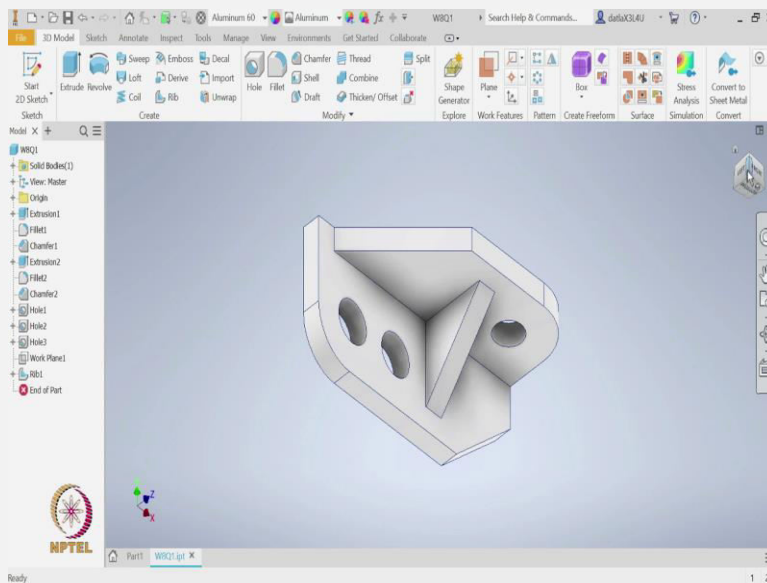 Aluminum 60 Aluminum fx W8Q1 Search Help & Commands... datlaX3L4U
File 3D Model Sketch Annotate Inspect Tools Manage View Environments Get Started Collaborate
Start 2D Sketch
Extrude Revolve
Sweep Emboss Decal
Loft Derive Import
Coil Rib Unwrap
Hole Fillet
Chamfer Thread Split
Shell Combine
Draft Thicken/ Offset
Shape Generator
Plane
Box
Stress Analysis
Convert to Sheet Metal
Sketch Create Modify Explore Work Features Pattern Create Freeform Surface Simulation Convert
Model
W8Q1
Solid Bodies(1)
View: Master
Origin
Extrusion1
Fillet1
Chamfer1
Extrusion2
Fillet2
Chamfer2
Hole1
Hole2
Hole3
Work Plane1
Rib1
End of Part
Z
X
NPTEL
Part1 W8Q1.ipt
Ready 1